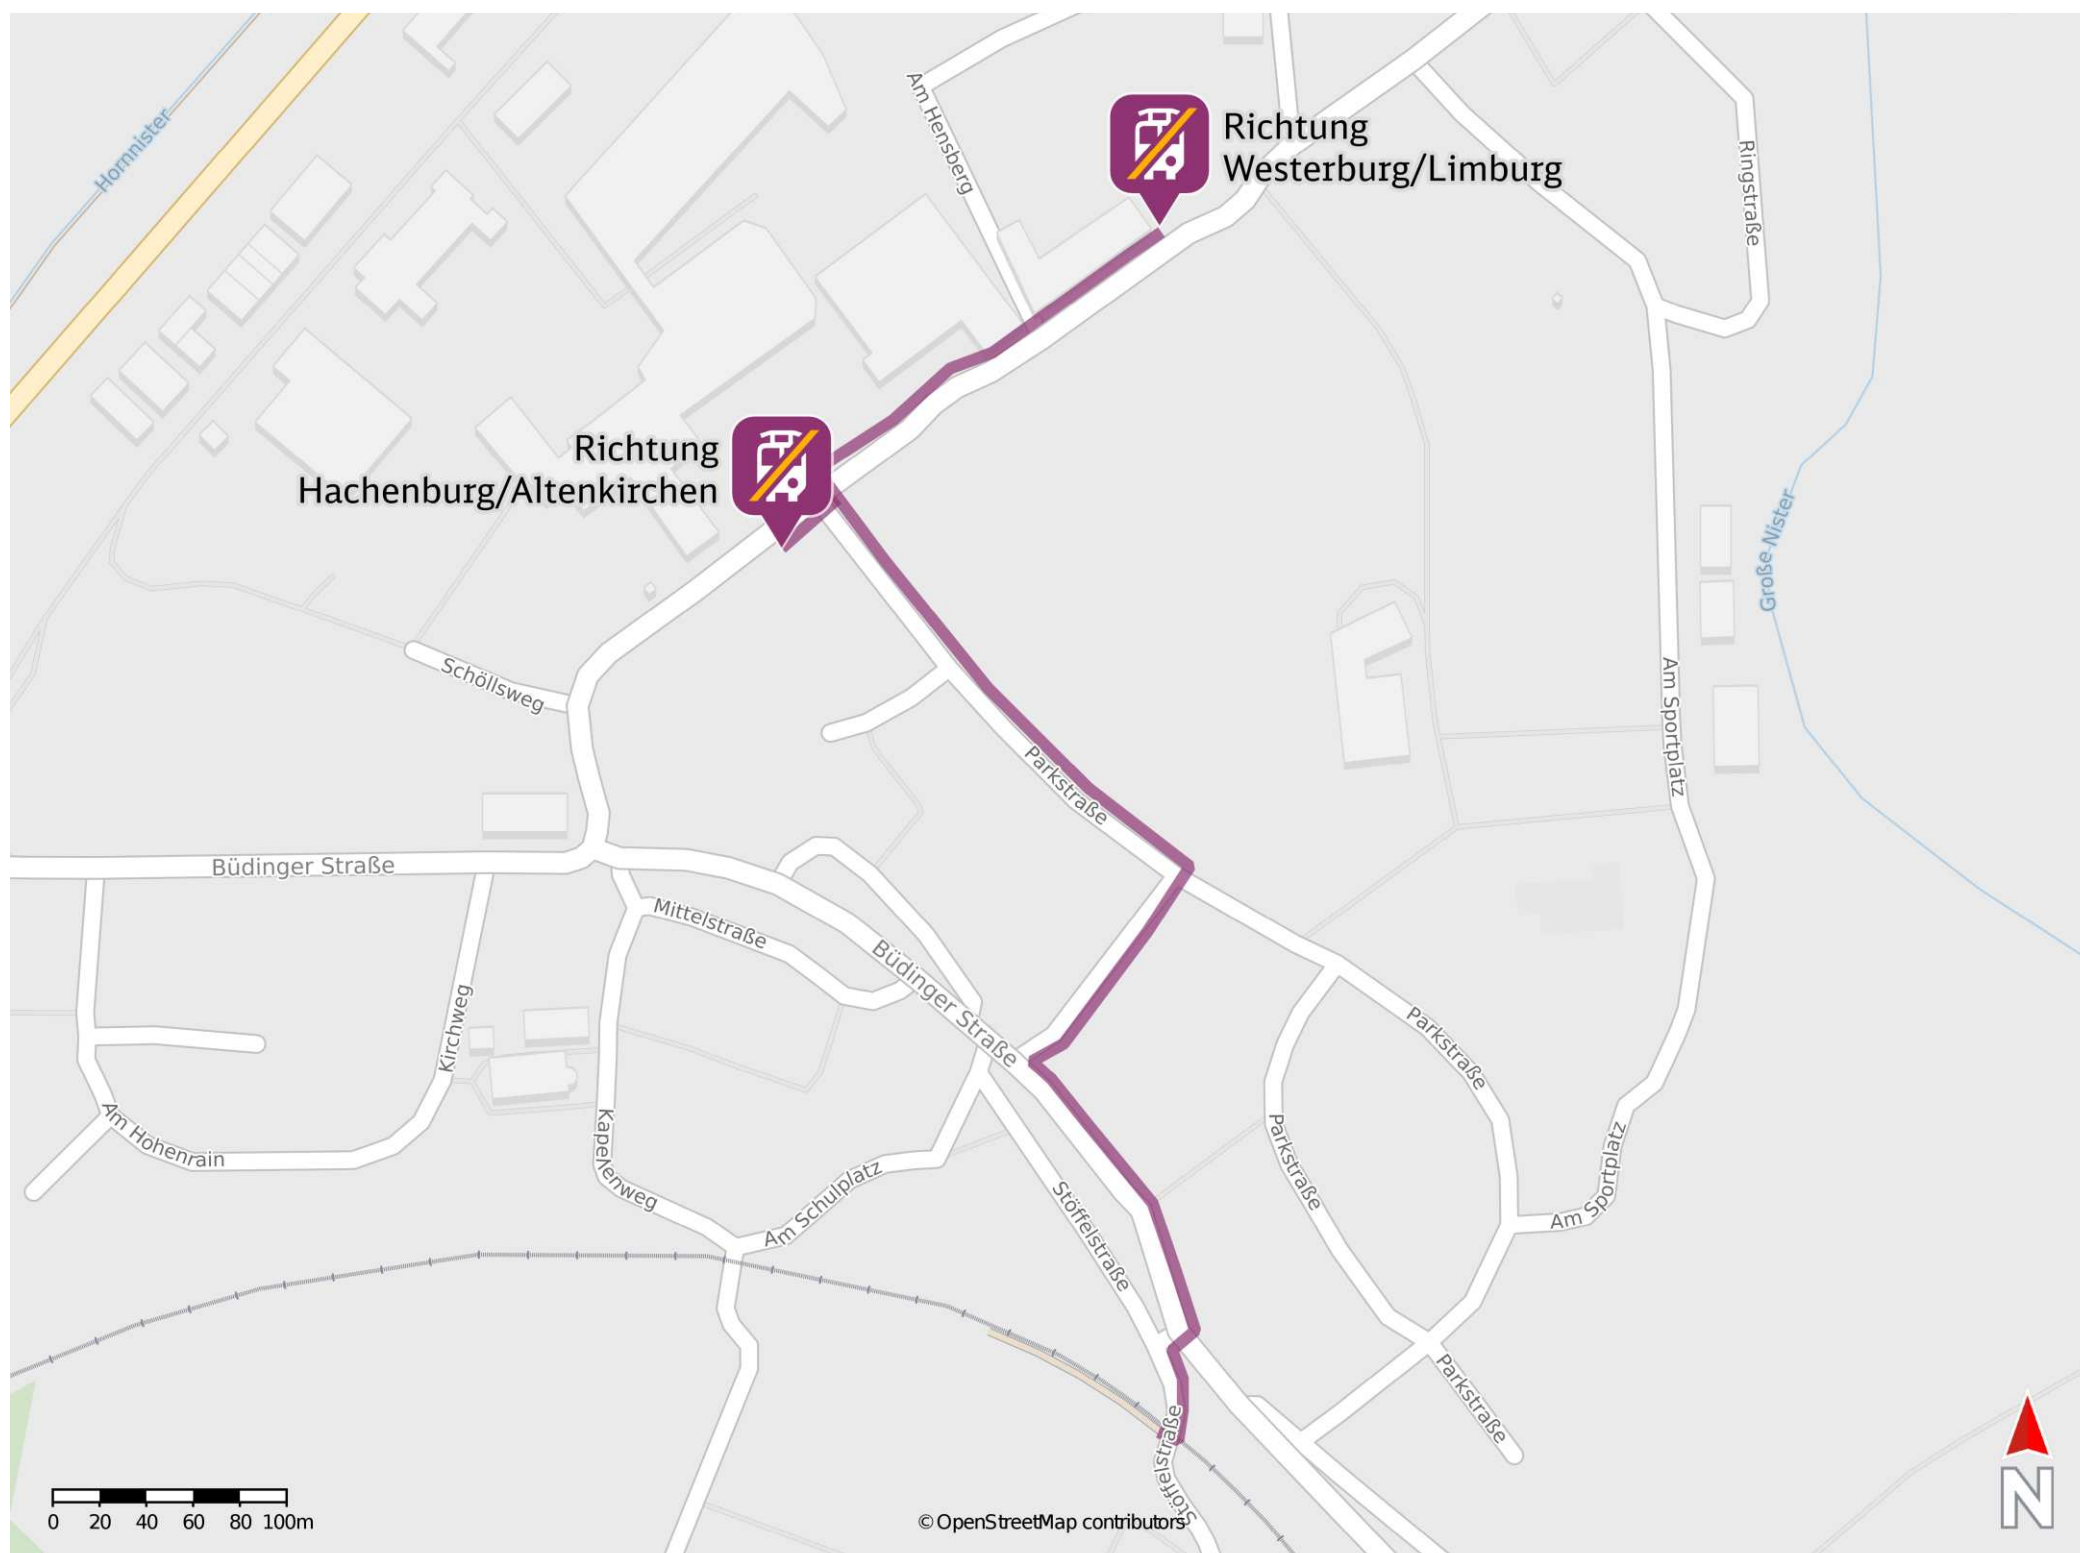 Hornnister
Am Hensberg
Richtung
Westerburg/Limburg
Ringstraße
Richtung
Hachenburg/Altenkirchen
Große Nister
Schöllsweg
Am Sportplatz
Parkstraße
Büdinger Straße
Mittelstraße
Büdinger Straße
Kirchweg
Parkstraße
Am Hohenrain
Kapellenweg
Am Schulplatz
Stöffelstraße
Parkstraße
Am Sportplatz
Parkstraße
Stöffelstraße
0 20 40 60 80 100m
© OpenStreetMap contributors
N